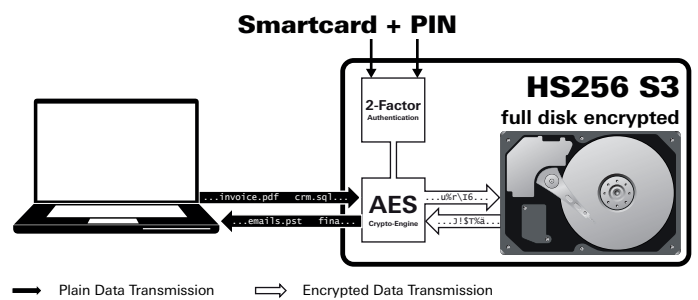 Smartcard + PIN
HS256 S3
full disk encrypted
2-Factor
Authentication
...invoice.pdf crm.sql...
...u%r\I6...
AES
Crypto-Engine
...emails.pst fina...
...J!$T%ä...
Plain Data Transmission
Encrypted Data Transmission